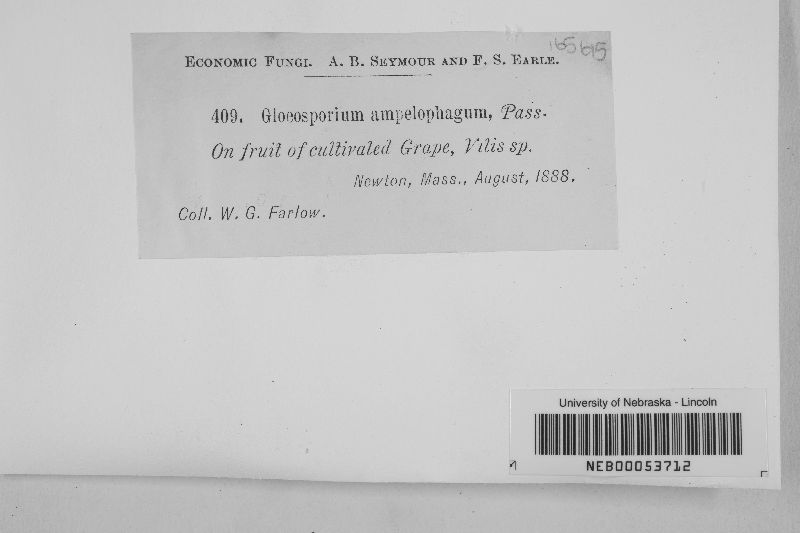 165615
ECONOMIC FUNGI. A. B. SEYMOUR AND F. S. EARLE.
409. Gloeosporium ampelophagum, Pass.
On fruit of cultivated Grape, Vitis sp.
Newton, Mass., August, 1888.
Coll. W. G. Farlow.
University of Nebraska - Lincoln
NEB00053712